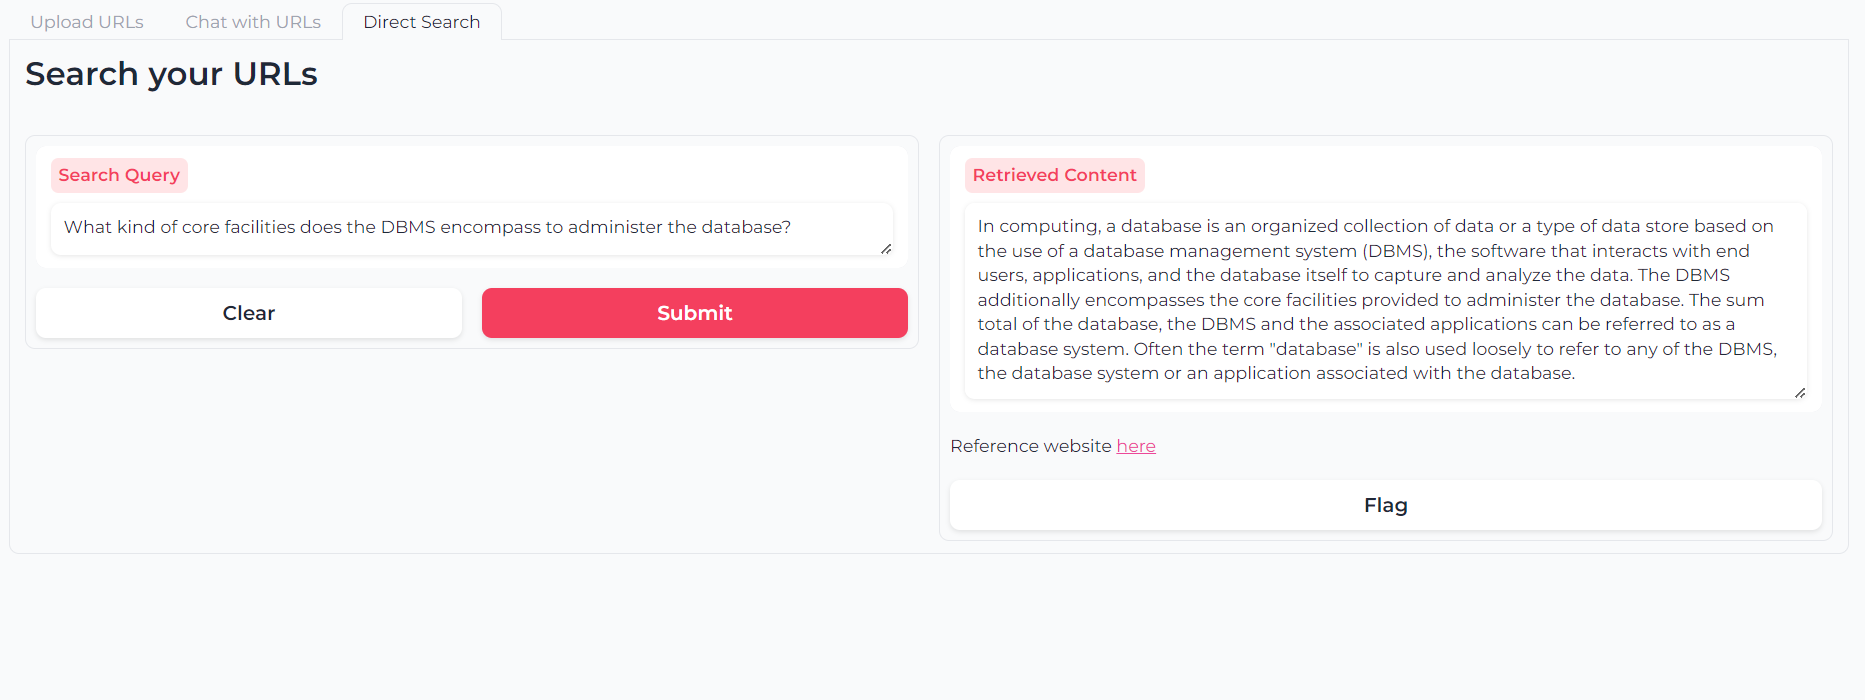 Upload URLs
Chat with URLs
Direct Search
Search your URLs
Search Query
What kind of core facilities does the DBMS encompass to administer the database?
Clear
Submit
Retrieved Content
In computing, a database is an organized collection of data or a type of data store based on
the use of a database management system (DBMS), the software that interacts with end
users, applications, and the database itself to capture and analyze the data. The DBMS
additionally encompasses the core facilities provided to administer the database. The sum
total of the database, the DBMS and the associated applications can be referred to as a
database system. Often the term "database" is also used loosely to refer to any of the DBMS,
the database system or an application associated with the database.
Reference website here
Flag